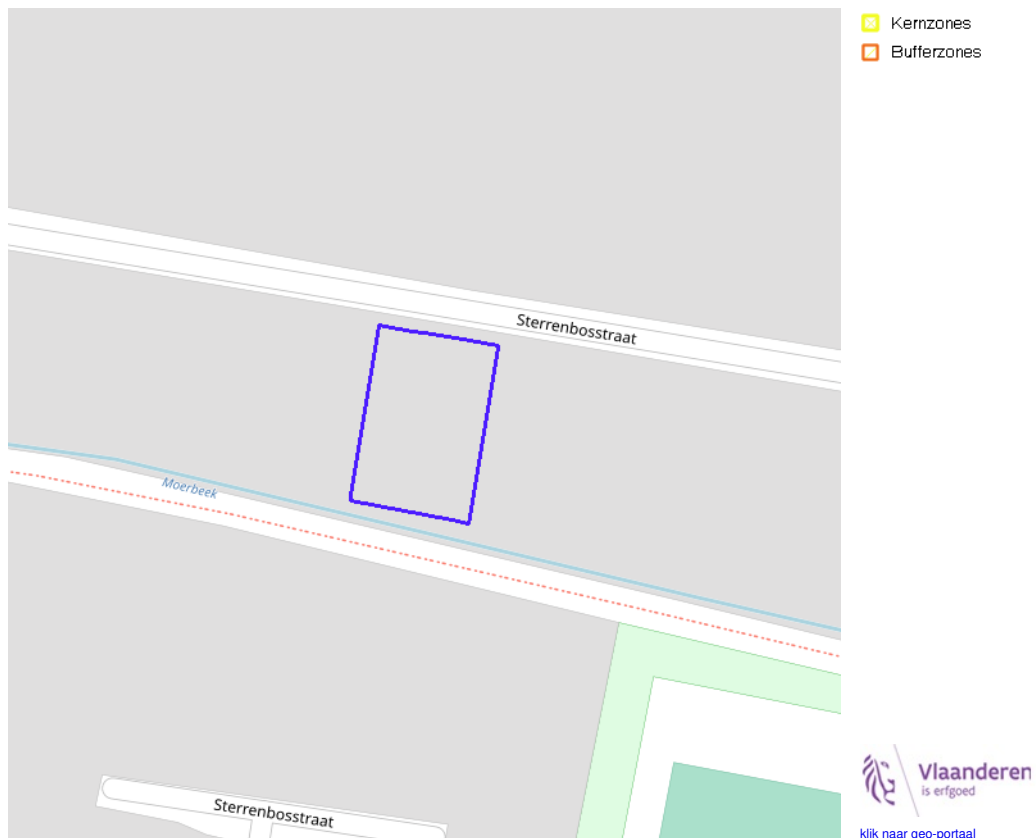 Kernzones
Bufferzones
Sterrenbosstraat
Moerbeek
Sterrenbosstraat
Vlaanderen
is erfgoed
klik naar geo-portaal